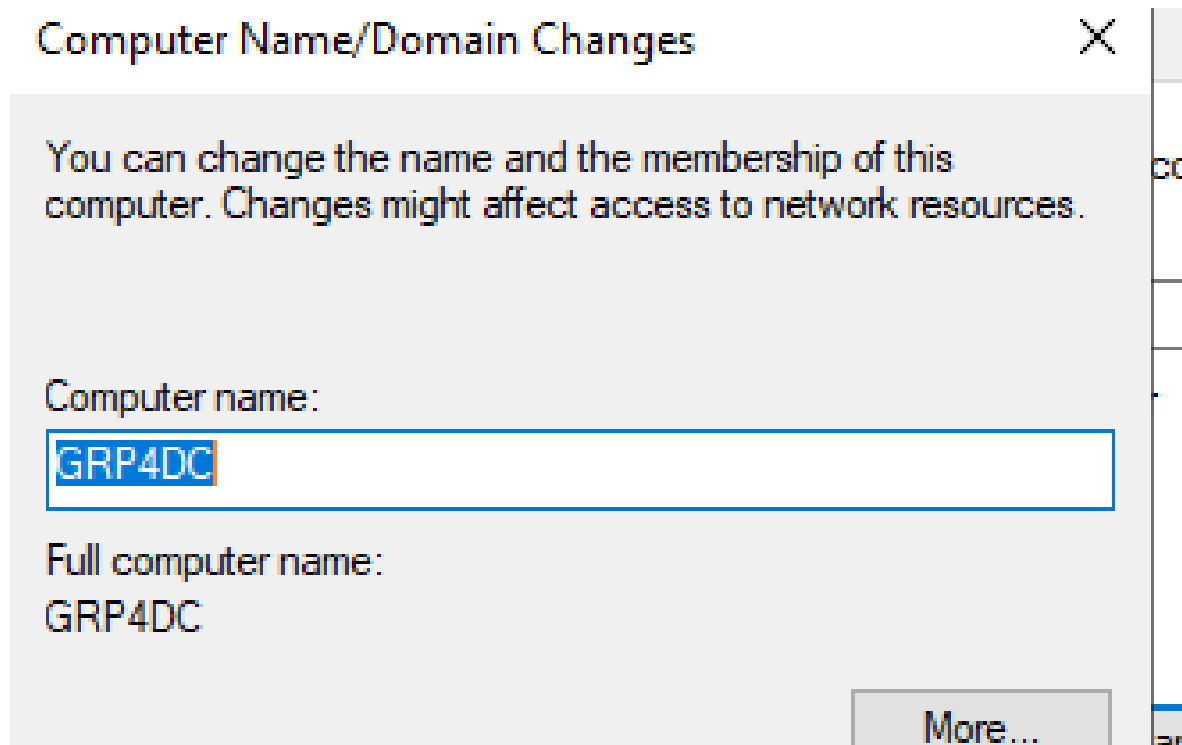 Computer Name/Domain Changes
You can change the name and the membership of this
computer. Changes might affect access to network resources.
Computer name:
GRP4DC
Full computer name:
GRP4DC
More...